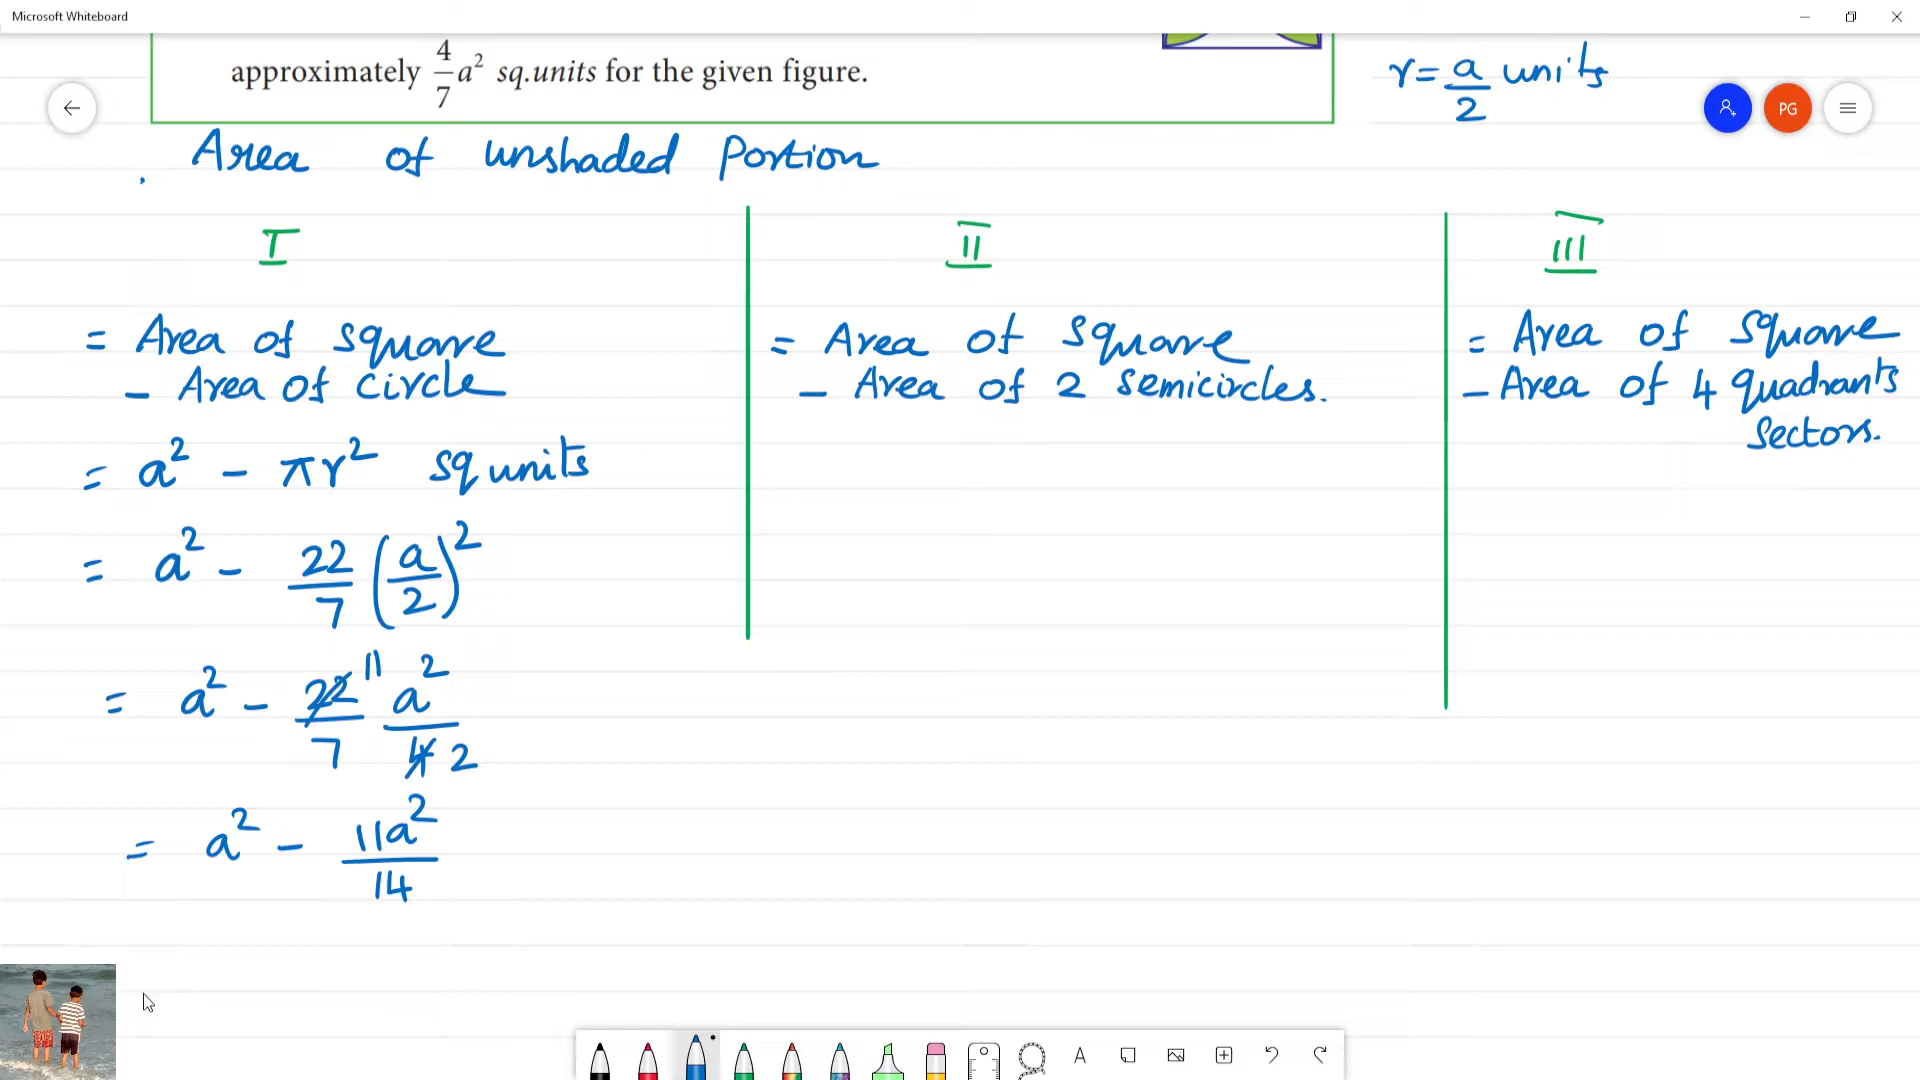 Microsoft Whiteboard
approximately 4/7 a² sq.units for the given figure.
r = a/2 units
PG
Area of unshaded Portion
I
= Area of square
- Area of circle
= a² - πr² sq units
= a² - 22/7 (a/2)²
= a² - 22/7 11 a²/4 2
= a² - 11a²/14
II
= Area of square
- Area of 2 semicircles.
III
= Area of square
- Area of 4 quadrants
sectors.
A